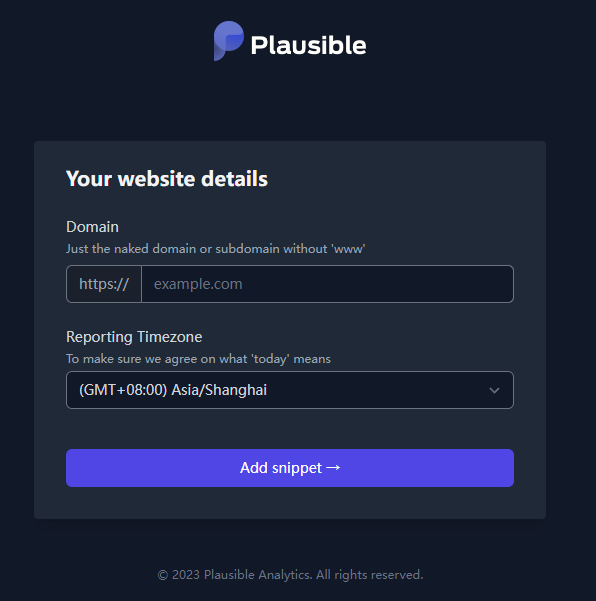 Plausible
Your website details
Domain
Just the naked domain or subdomain without 'www'
https:// example.com
Reporting Timezone
To make sure we agree on what 'today' means
(GMT+08:00) Asia/Shanghai
Add snippet →
© 2023 Plausible Analytics. All rights reserved.